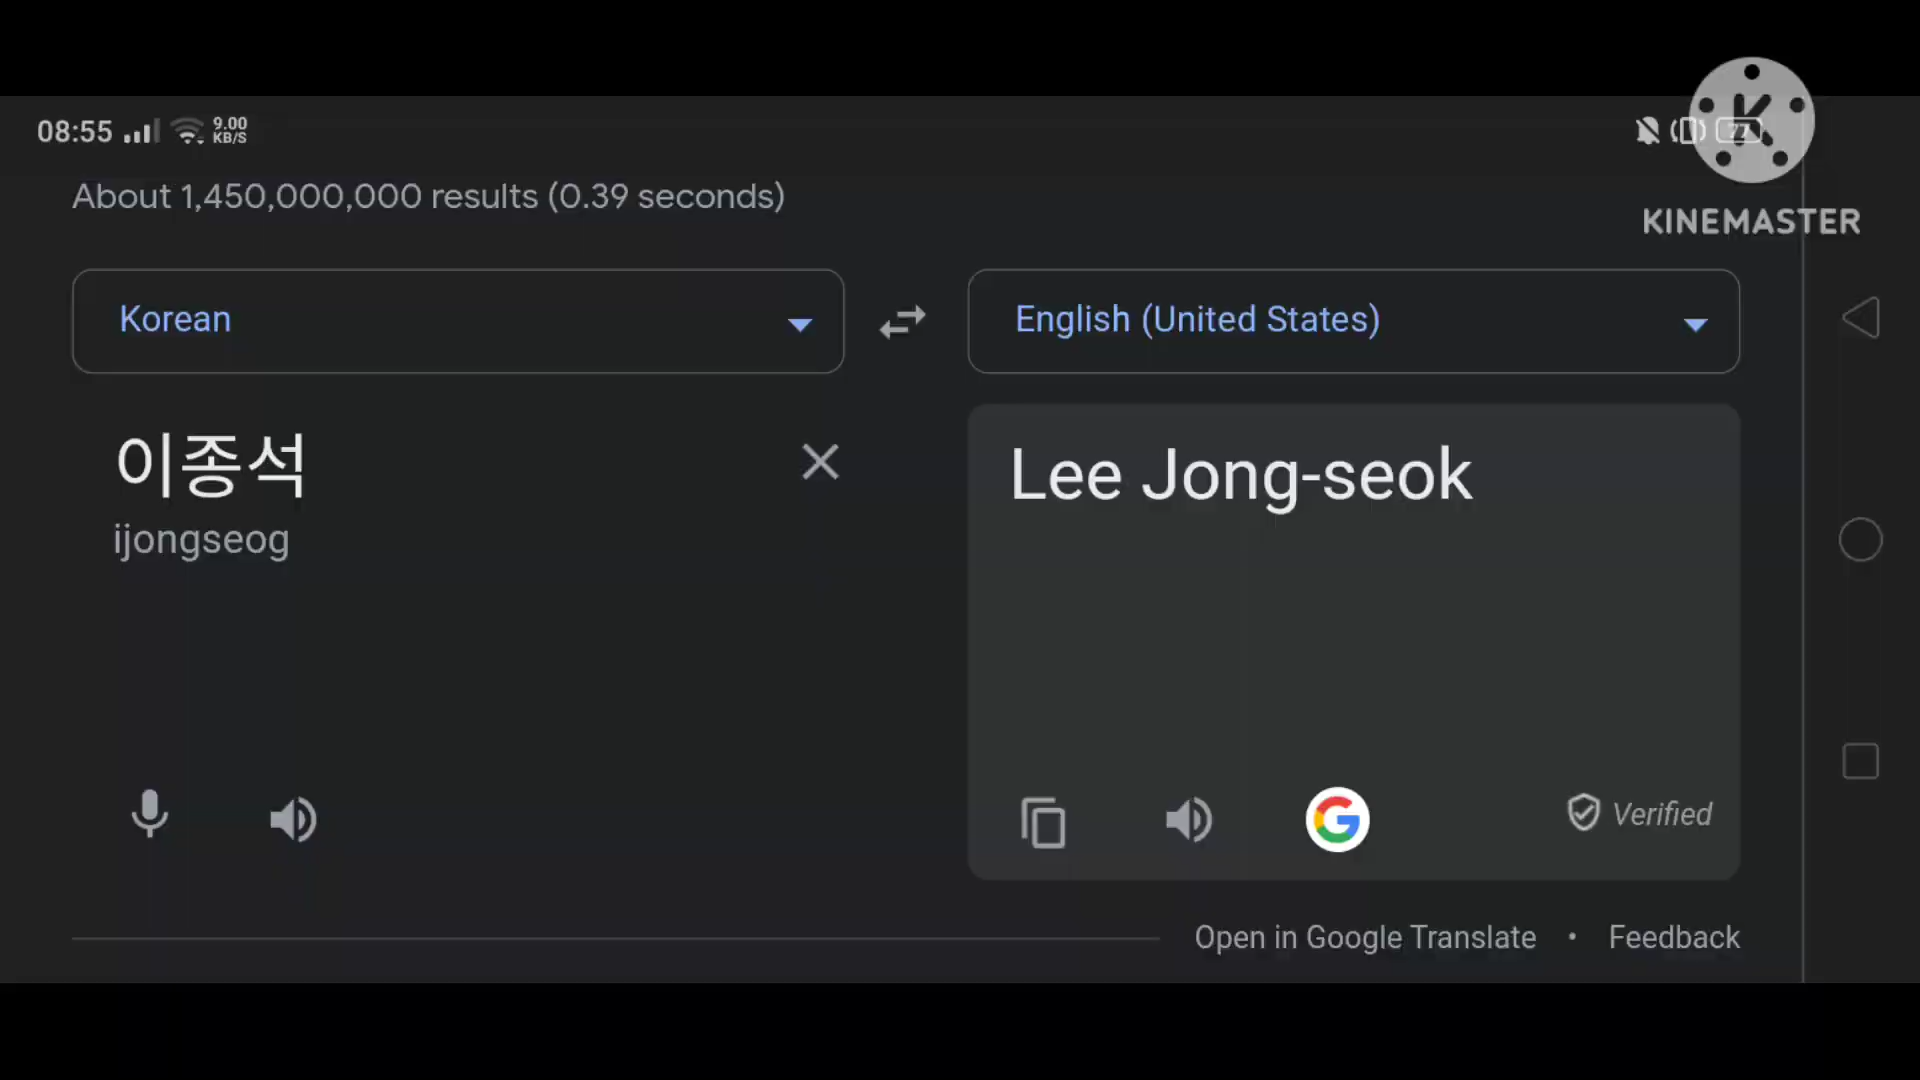 08:55 9.00 KB/S 77
KINEMASTER
About 1,450,000,000 results (0.39 seconds)
Korean English (United States)
이종석 Lee Jong-seok
ijongseog
Verified
Open in Google Translate • Feedback